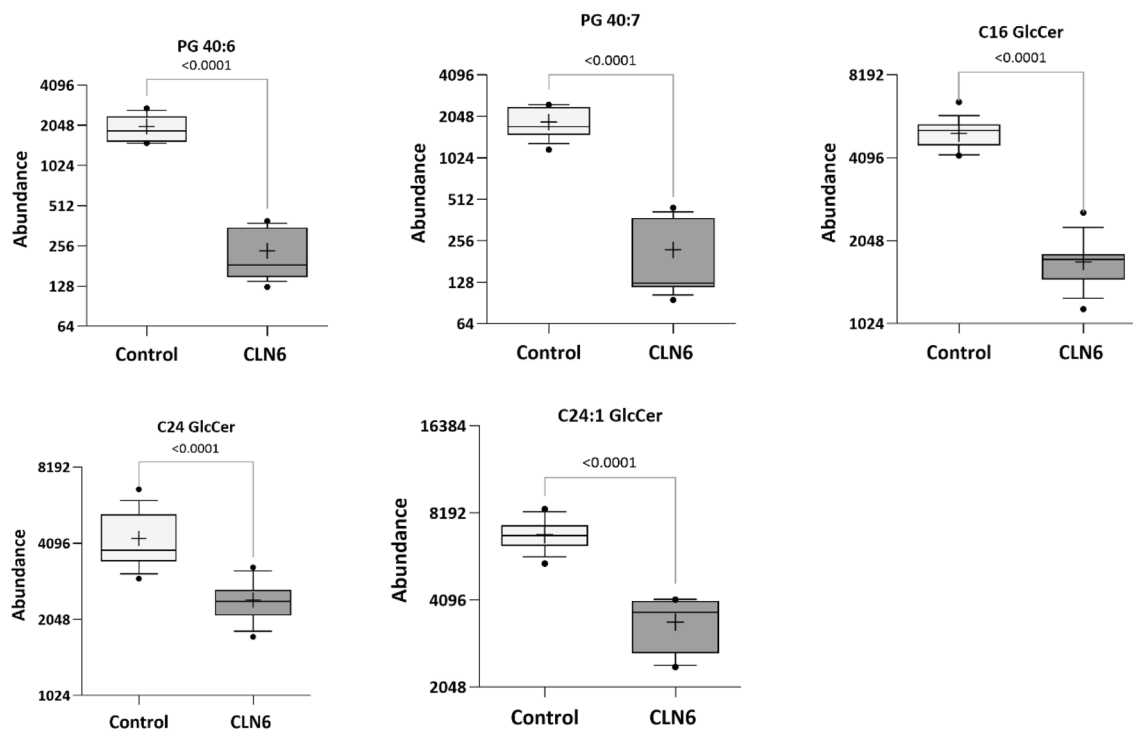 PG 40:6
<0.0001
4096
2048
1024
512
256
128
64
Abundance
Control CLN6
PG 40:7
<0.0001
4096
2048
1024
512
256
128
64
Abundance
Control CLN6
C16 GlcCer
<0.0001
8192
4096
2048
1024
Abundance
Control CLN6
C24 GlcCer
<0.0001
8192
4096
2048
1024
Abundance
Control CLN6
C24:1 GlcCer
<0.0001
16384
8192
4096
2048
Abundance
Control CLN6